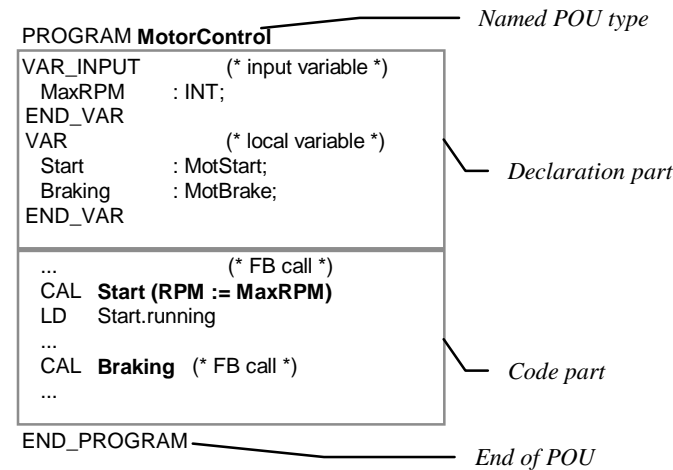 Named POU type
PROGRAM MotorControl
VAR_INPUT (* input variable *)
MaxRPM : INT;
END_VAR
VAR (* local variable *)
Start : MotStart;
Braking : MotBrake;
END_VAR
Declaration part
... (* FB call *)
CAL Start (RPM := MaxRPM)
LD Start.running
...
CAL Braking (* FB call *)
...
Code part
END_PROGRAM
End of POU